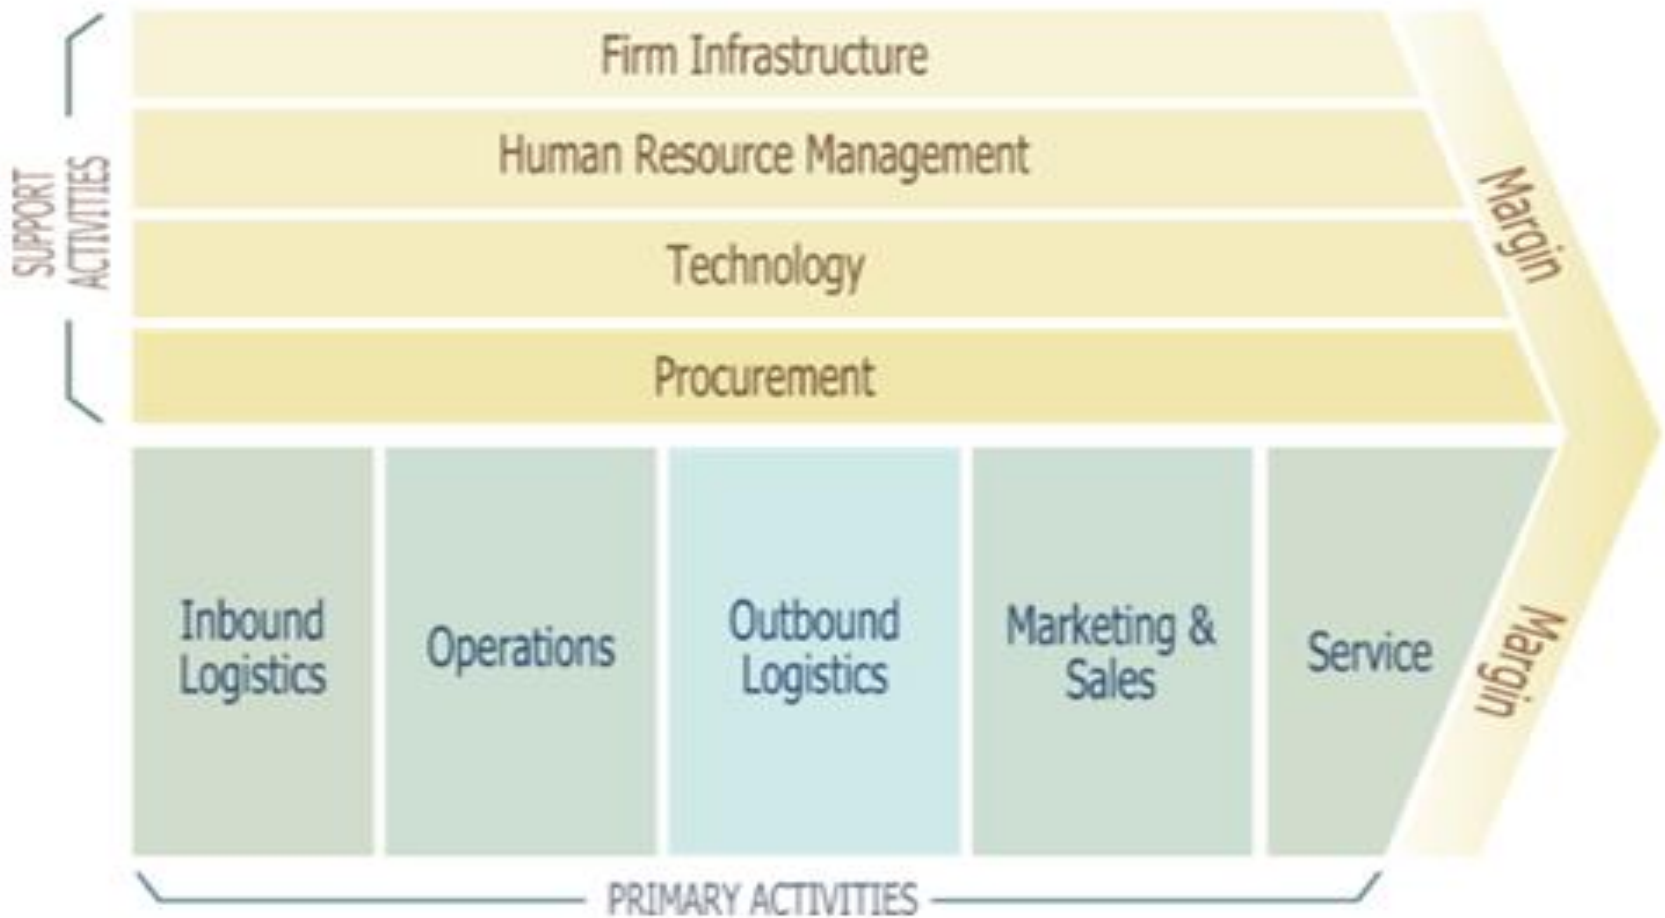 Firm Infrastructure
Human Resource Management
Technology
Procurement
SUPPORT
ACTIVITIES
Margin
Inbound
Logistics
Operations
Outbound
Logistics
Marketing &
Sales
Service
Margin
PRIMARY ACTIVITIES